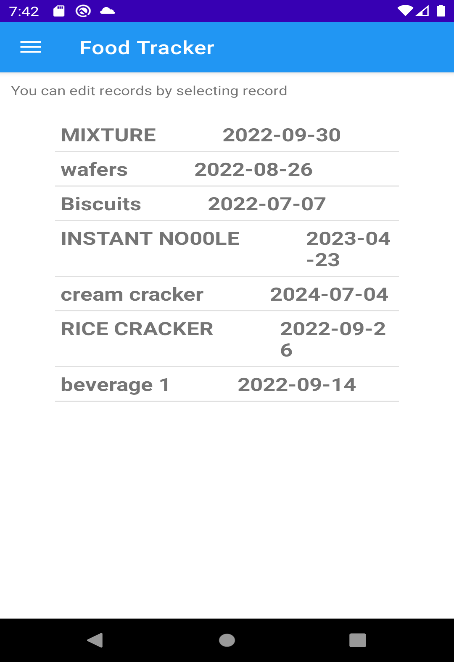 7:42
Food Tracker
You can edit records by selecting record
MIXTURE 2022-09-30
wafers 2022-08-26
Biscuits 2022-07-07
INSTANT NO00LE 2023-04
-23
cream cracker 2024-07-04
RICE CRACKER 2022-09-2
6
beverage 1 2022-09-14